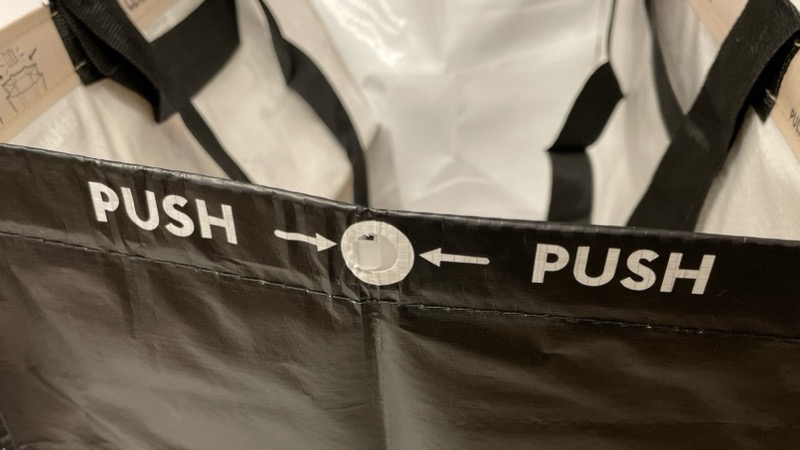 PUSH → ← PUSH